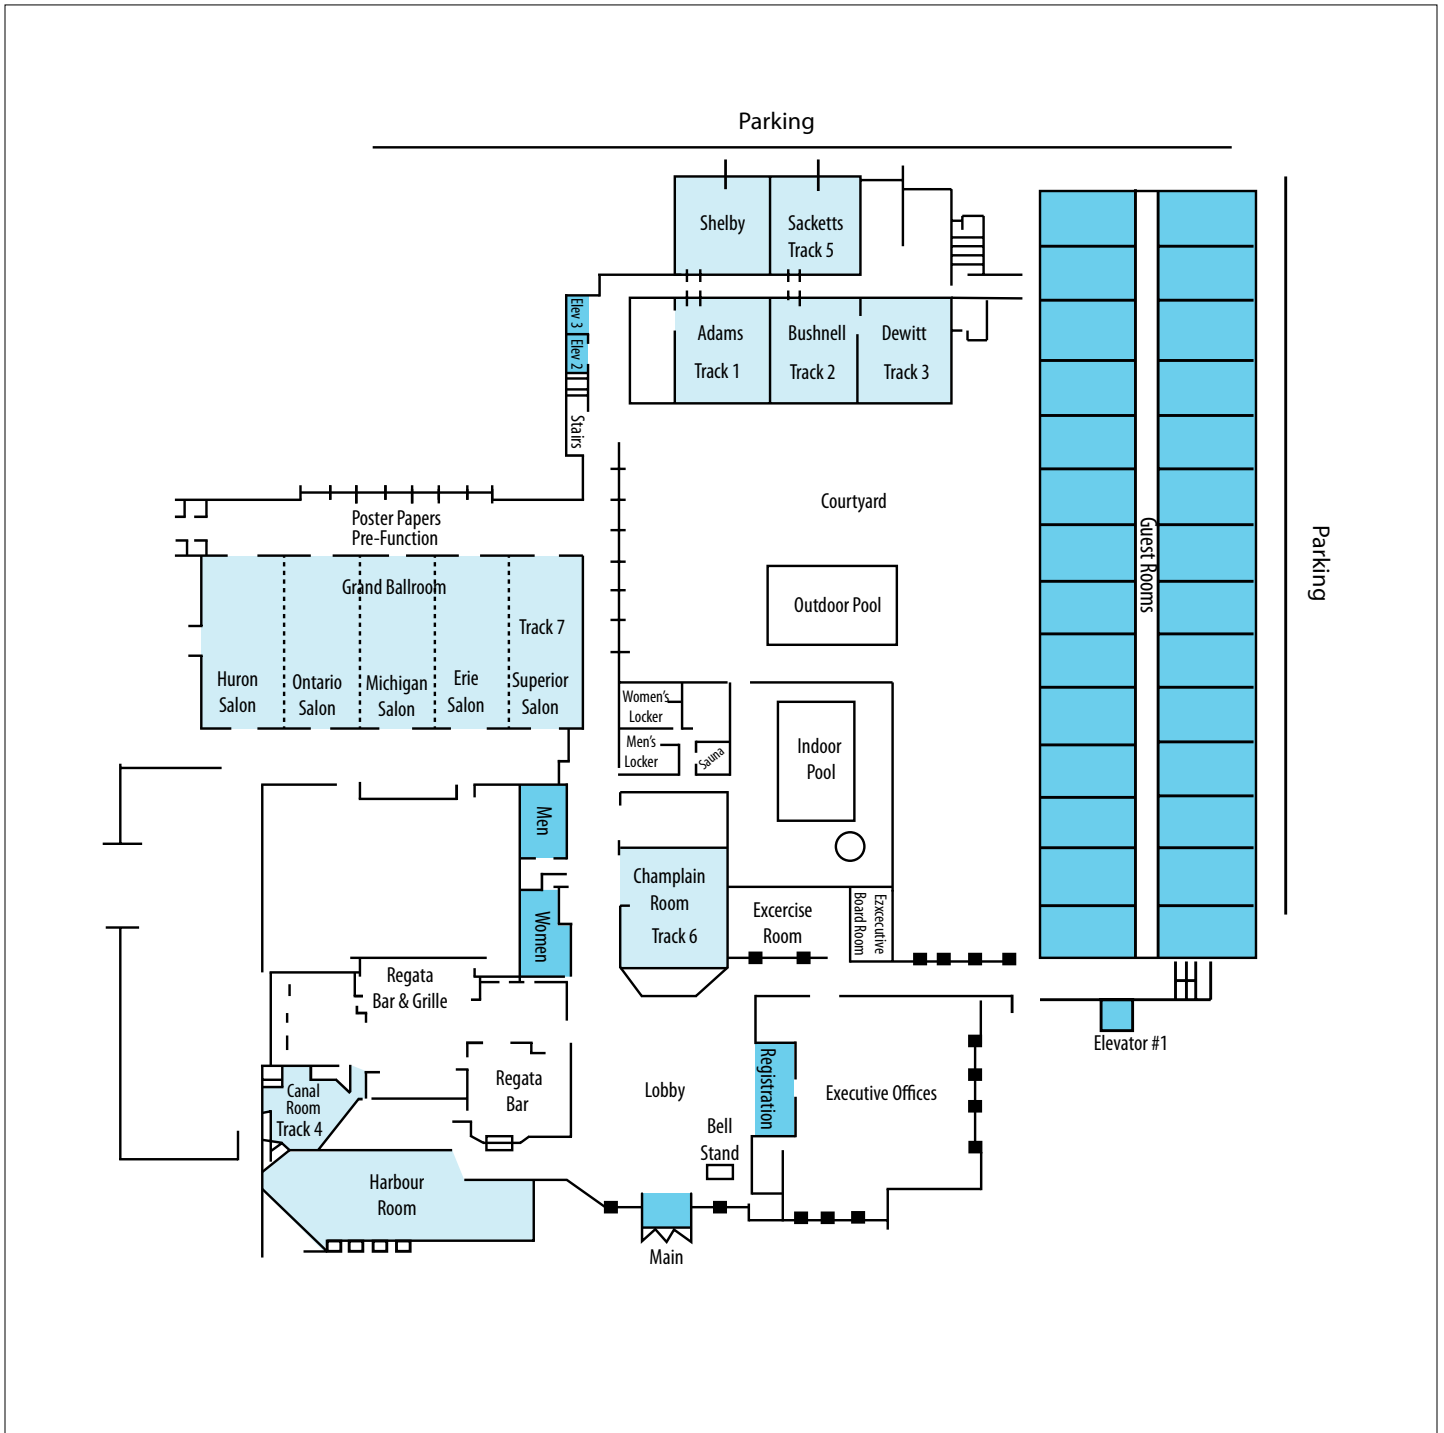 Parking
Shelby
Sacketts
Track 5
Elev 3
Elev 2
Stairs
Adams
Track 1
Bushnell
Track 2
Dewitt
Track 3
Courtyard
Guest Rooms
Parking
Poster Papers
Pre-Function
Grand Ballroom
Track 7
Huron
Salon
Ontario
Salon
Michigan
Salon
Erie
Salon
Superior
Salon
Outdoor Pool
Women's
Locker
Men's
Locker
Sauna
Indoor
Pool
Men
Women
Champlain
Room
Track 6
Excercise
Room
Ezxcecutive
Board Room
Regata
Bar & Grille
Regata
Bar
Lobby
Registration
Executive Offices
Elevator #1
Canal
Room
Track 4
Bell
Stand
Harbour
Room
Main